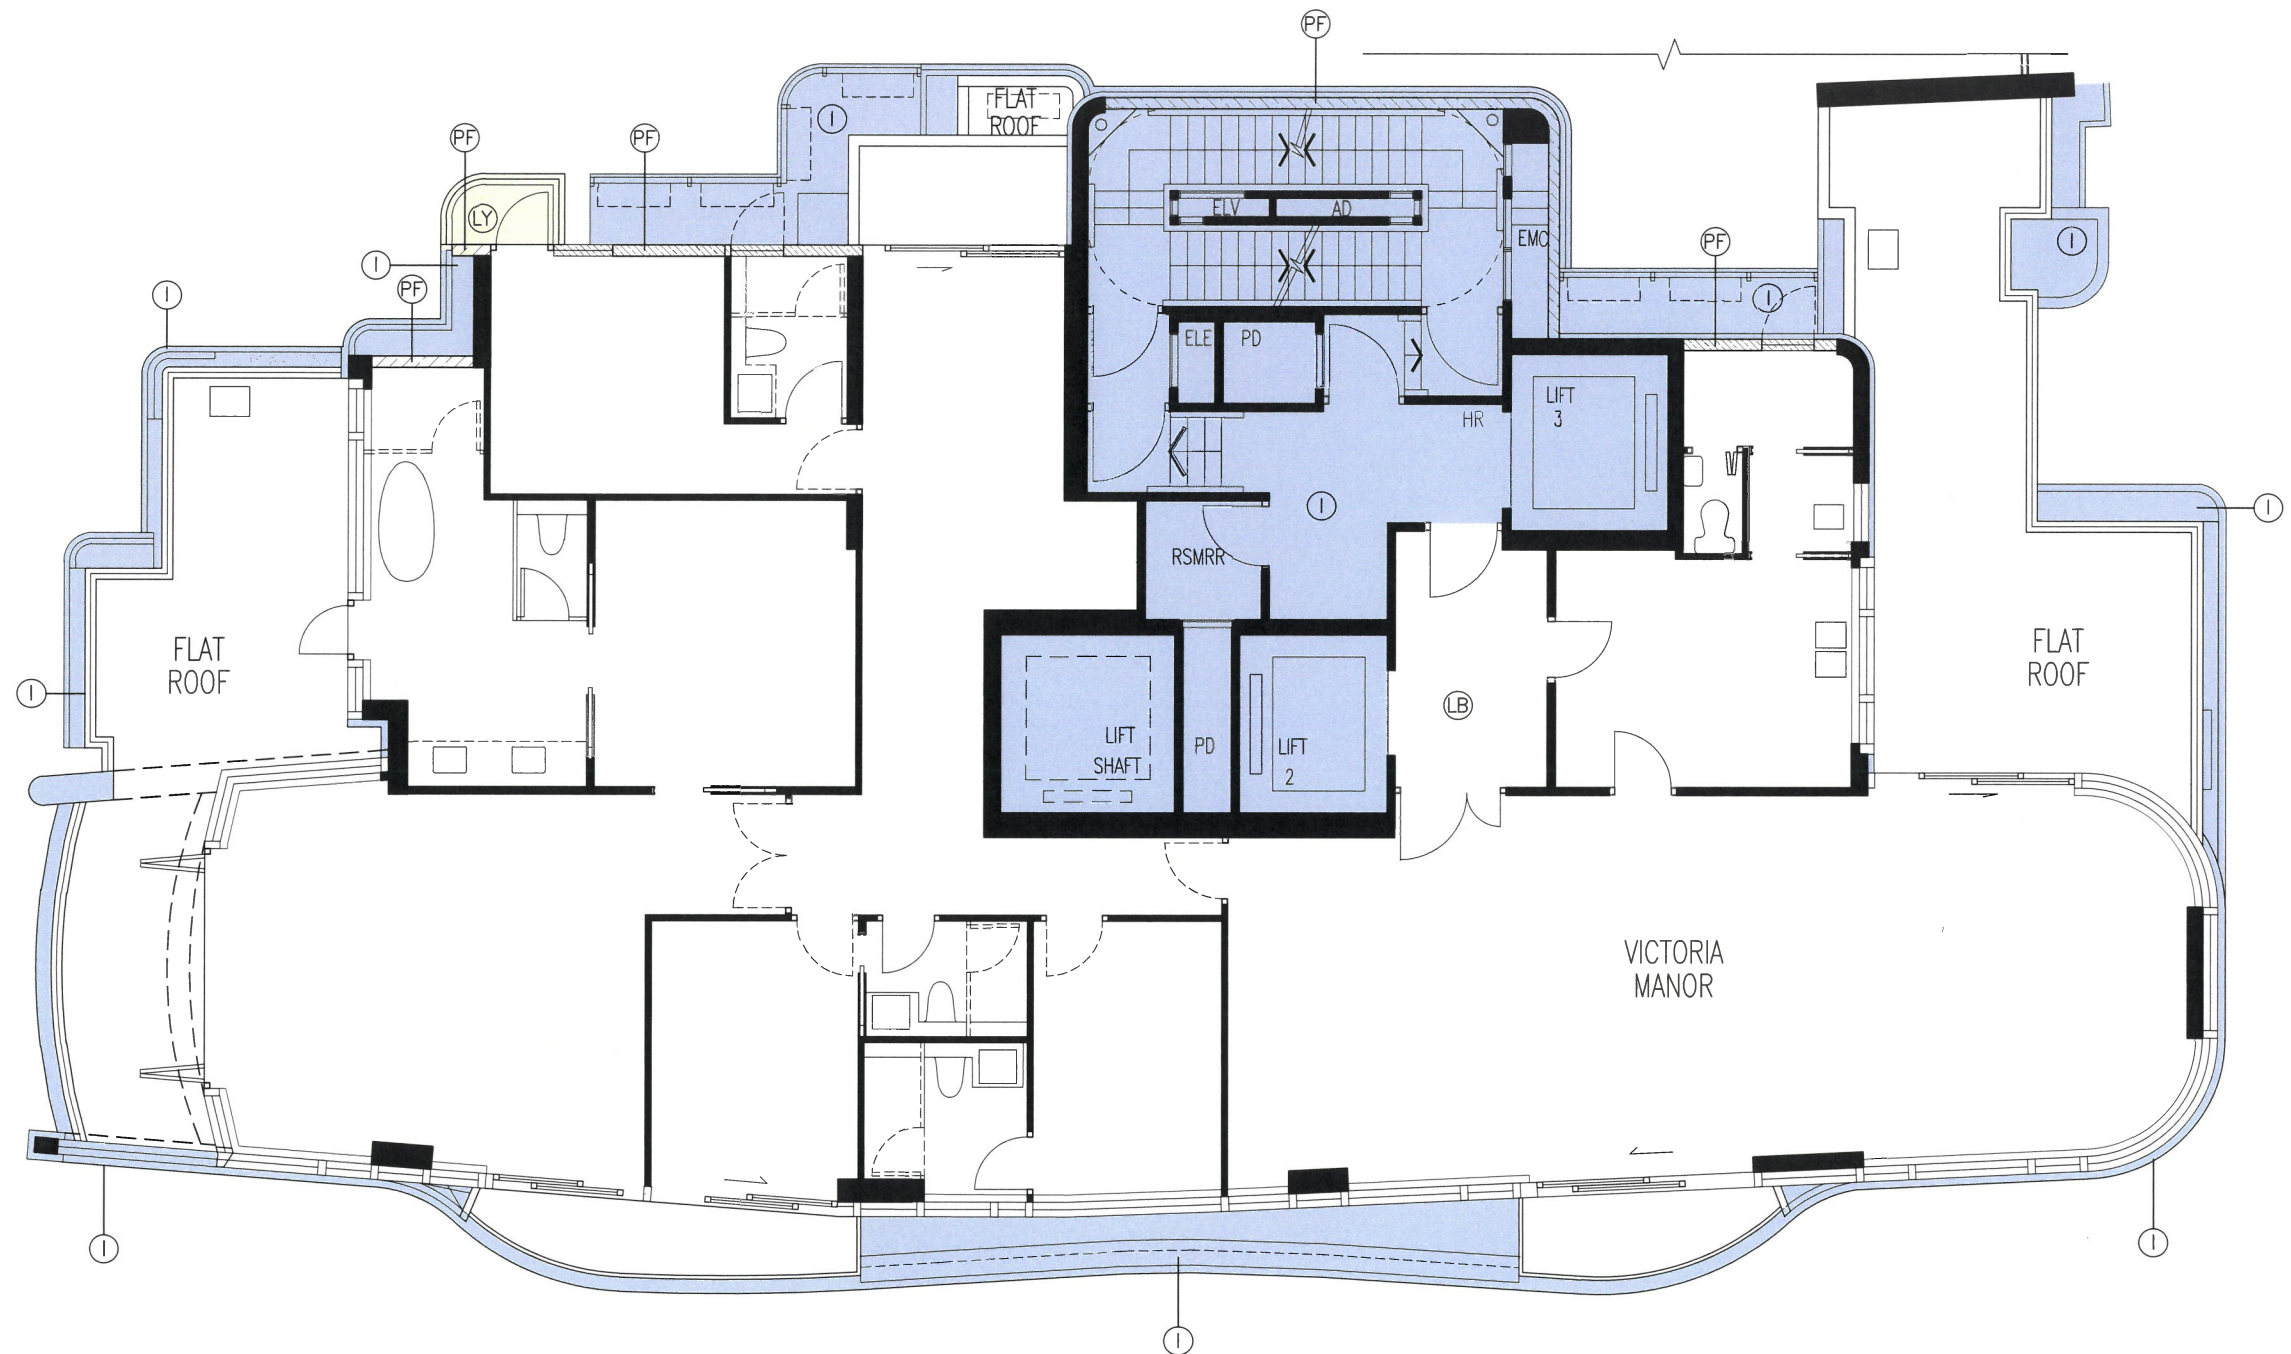 PF
FLAT
ROOF
I
PF
PF
LY
ELV
AD
EMC
PF
I
I
I
I
PF
ELE
PD
LIFT
3
HR
I
I
RSMRR
FLAT
ROOF
FLAT
ROOF
I
LB
LIFT
SHAFT
PD
LIFT
2
VICTORIA
MANOR
I
I
I